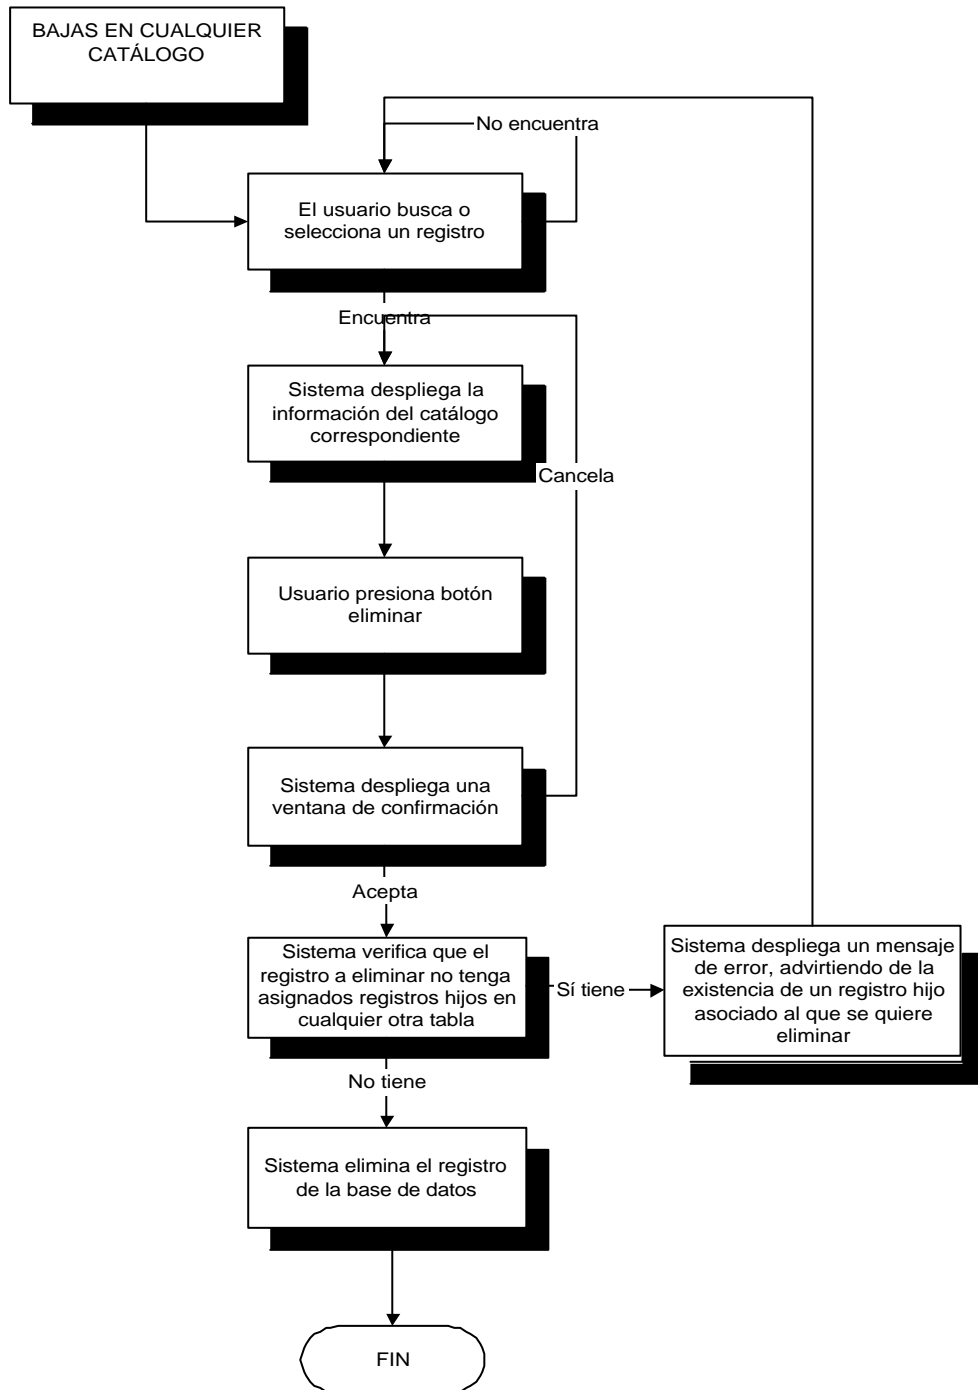 BAJAS EN CUALQUIER
CATÁLOGO
No encuentra
El usuario busca o
selecciona un registro
Encuentra
Sistema despliega la
información del catálogo
correspondiente
Cancela
Usuario presiona botón
eliminar
Sistema despliega una
ventana de confirmación
Acepta
Sistema verifica que el
registro a eliminar no tenga
asignados registros hijos en
cualquier otra tabla
Sí tiene
Sistema despliega un mensaje
de error, advirtiendo de la
existencia de un registro hijo
asociado al que se quiere
eliminar
No tiene
Sistema elimina el registro
de la base de datos
FIN